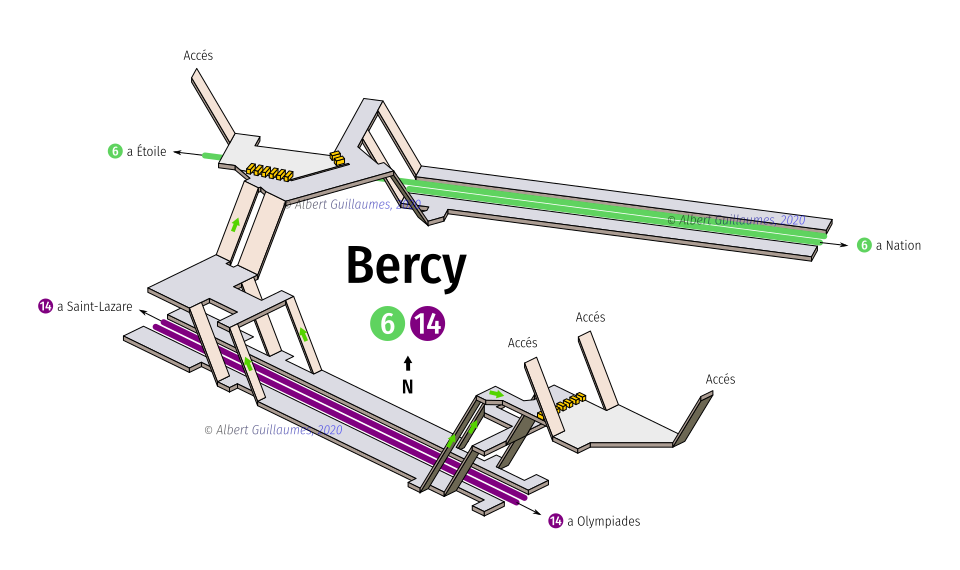 Accés
6 a Étoile
© Albert Guillaumes, 2020
© Albert Guillaumes, 2020
6 a Nation
Bercy
6 14
14 a Saint-Lazare
N
Accés
Accés
Accés
© Albert Guillaumes, 2020
14 a Olympiades